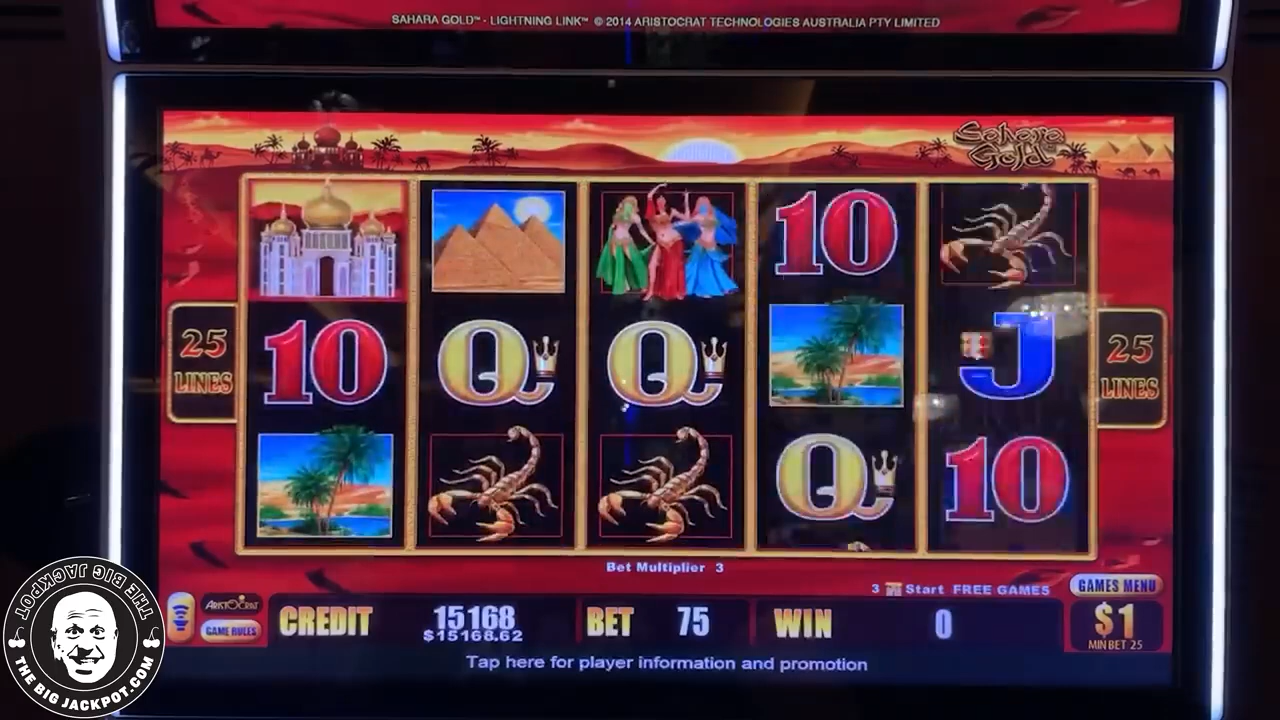 SAHARA GOLD™ - LIGHTNING LINK™ © 2014 ARISTOCRAT TECHNOLOGIES AUSTRALIA PTY LIMITED
Sahara
Gold
10
25
LINES
10
Q
Q
J
25
LINES
Q
10
Bet Multiplier 3
3 Start FREE GAMES
GAMES MENU
ARISTOCRAT
GAME RULES
CREDIT
15168
$15168.62
BET
75
WIN
0
$1
MIN BET 25
Tap here for player information and promotion
THE BIG JACKPOT
THE BIG JACKPOT.COM